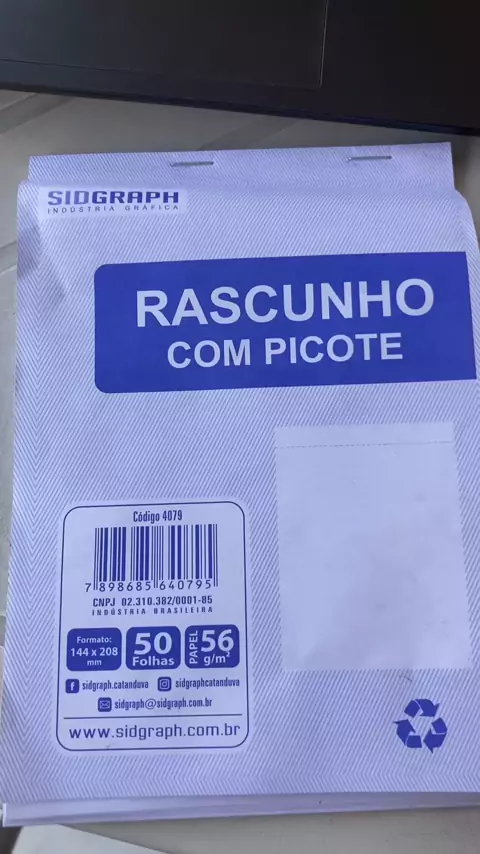 SIDGRAPH
INDÚSTRIA GRÁFICA
RASCUNHO
COM PICOTE
Código 4079
7 898685 640795
CNPJ 02.310.382/0001-85
INDÚSTRIA BRASILEIRA
Formato:
144 x 208
mm
50
Folhas
PAPEL
56
g/m²
sidgraph.catanduva
sidgraphcatanduva
sidgraph@sidgraph.com.br
www.sidgraph.com.br